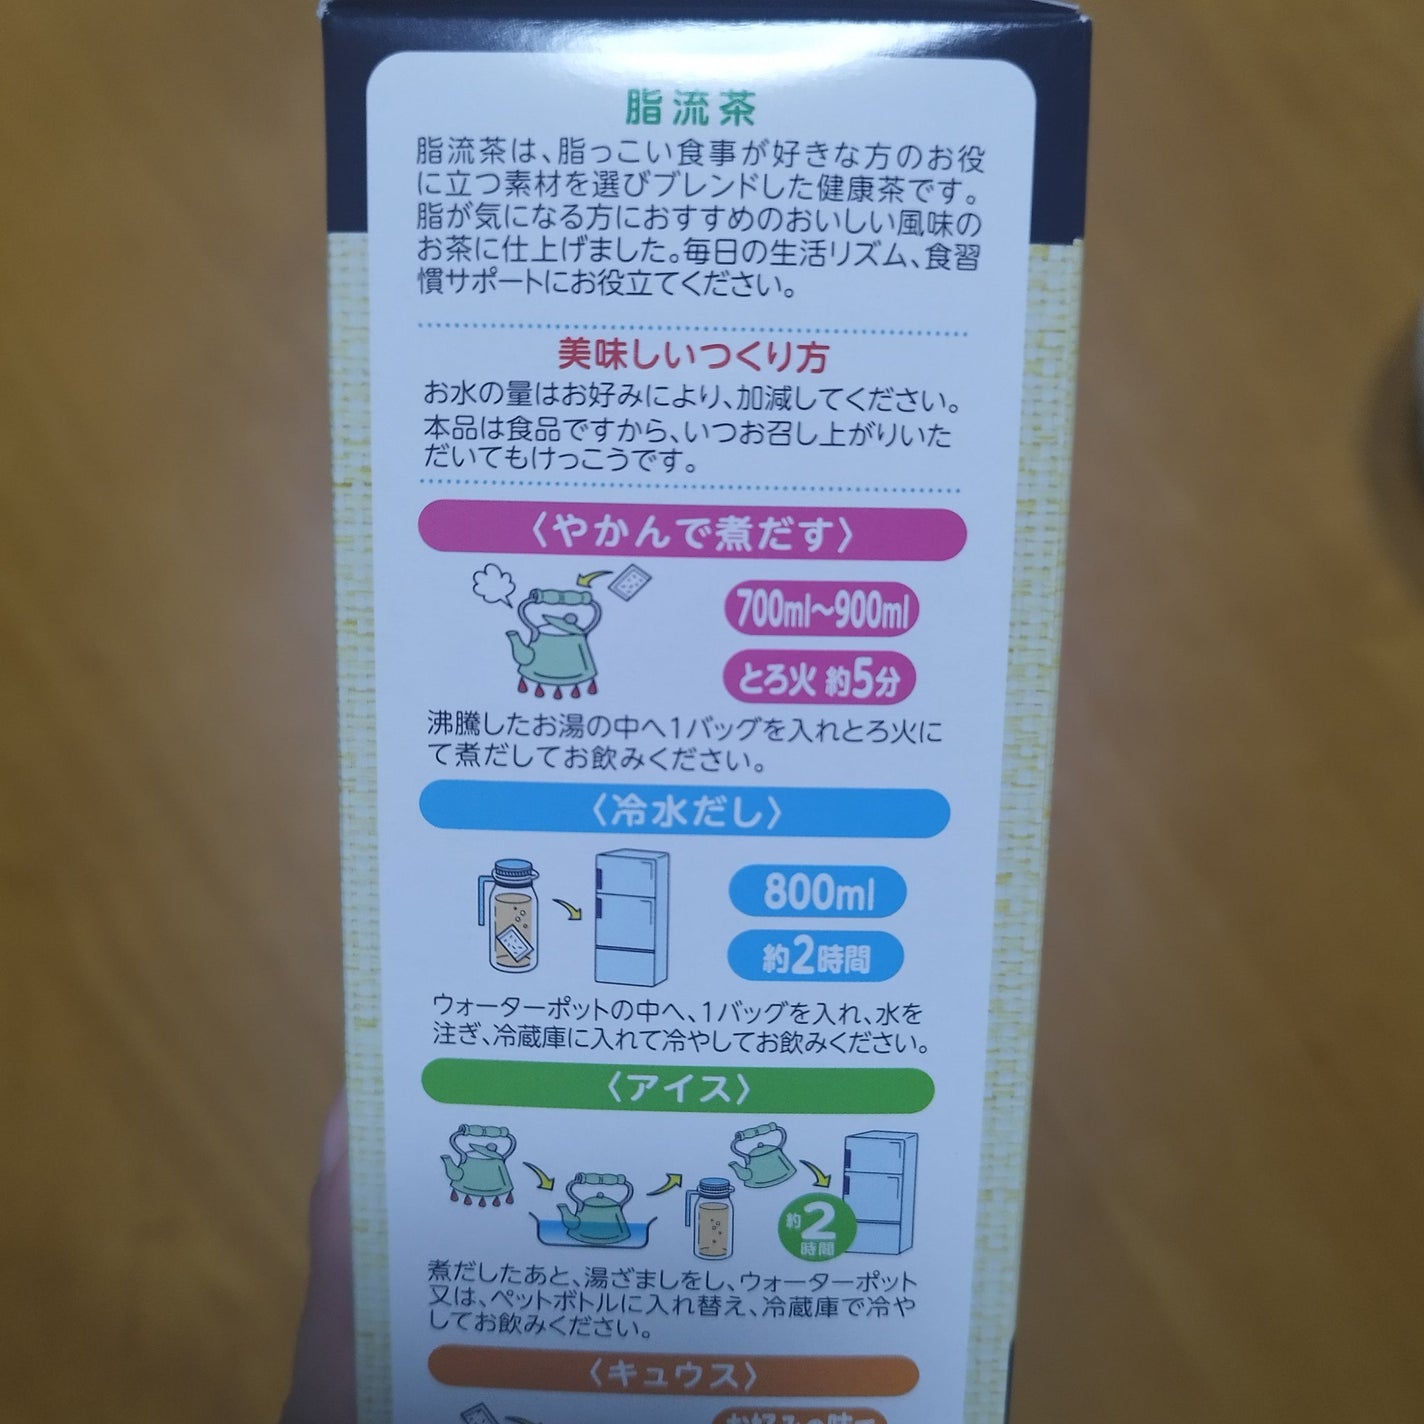 脂流茶
脂流茶は、脂っこい食事が好きな方のお役
に立つ素材を選びブレンドした健康茶です。
脂が気になる方におすすめのおいしい風味の
お茶に仕上げました。毎日の生活リズム、食習
慣サポートにお役立てください。
美味しいつくり方
お水の量はお好みにより、加減してください。
本品は食品ですから、いつお召し上がりいた
だいてもけっこうです。
〈やかんで煮だす〉
700ml〜900ml
とろ火 約5分
沸騰したお湯の中へ1バッグを入れとろ火に
て煮だしてお飲みください。
〈冷水だし〉
800ml
約2時間
ウォーターポットの中へ、1バッグを入れ、水を
注ぎ、冷蔵庫に入れて冷やしてお飲みください。
〈アイス〉
約2時間
煮だしたあと、湯ざましをし、ウォーターポット
又は、ペットボトルに入れ替え、冷蔵庫で冷や
してお飲みください。
〈キュウス〉
お好みの味で